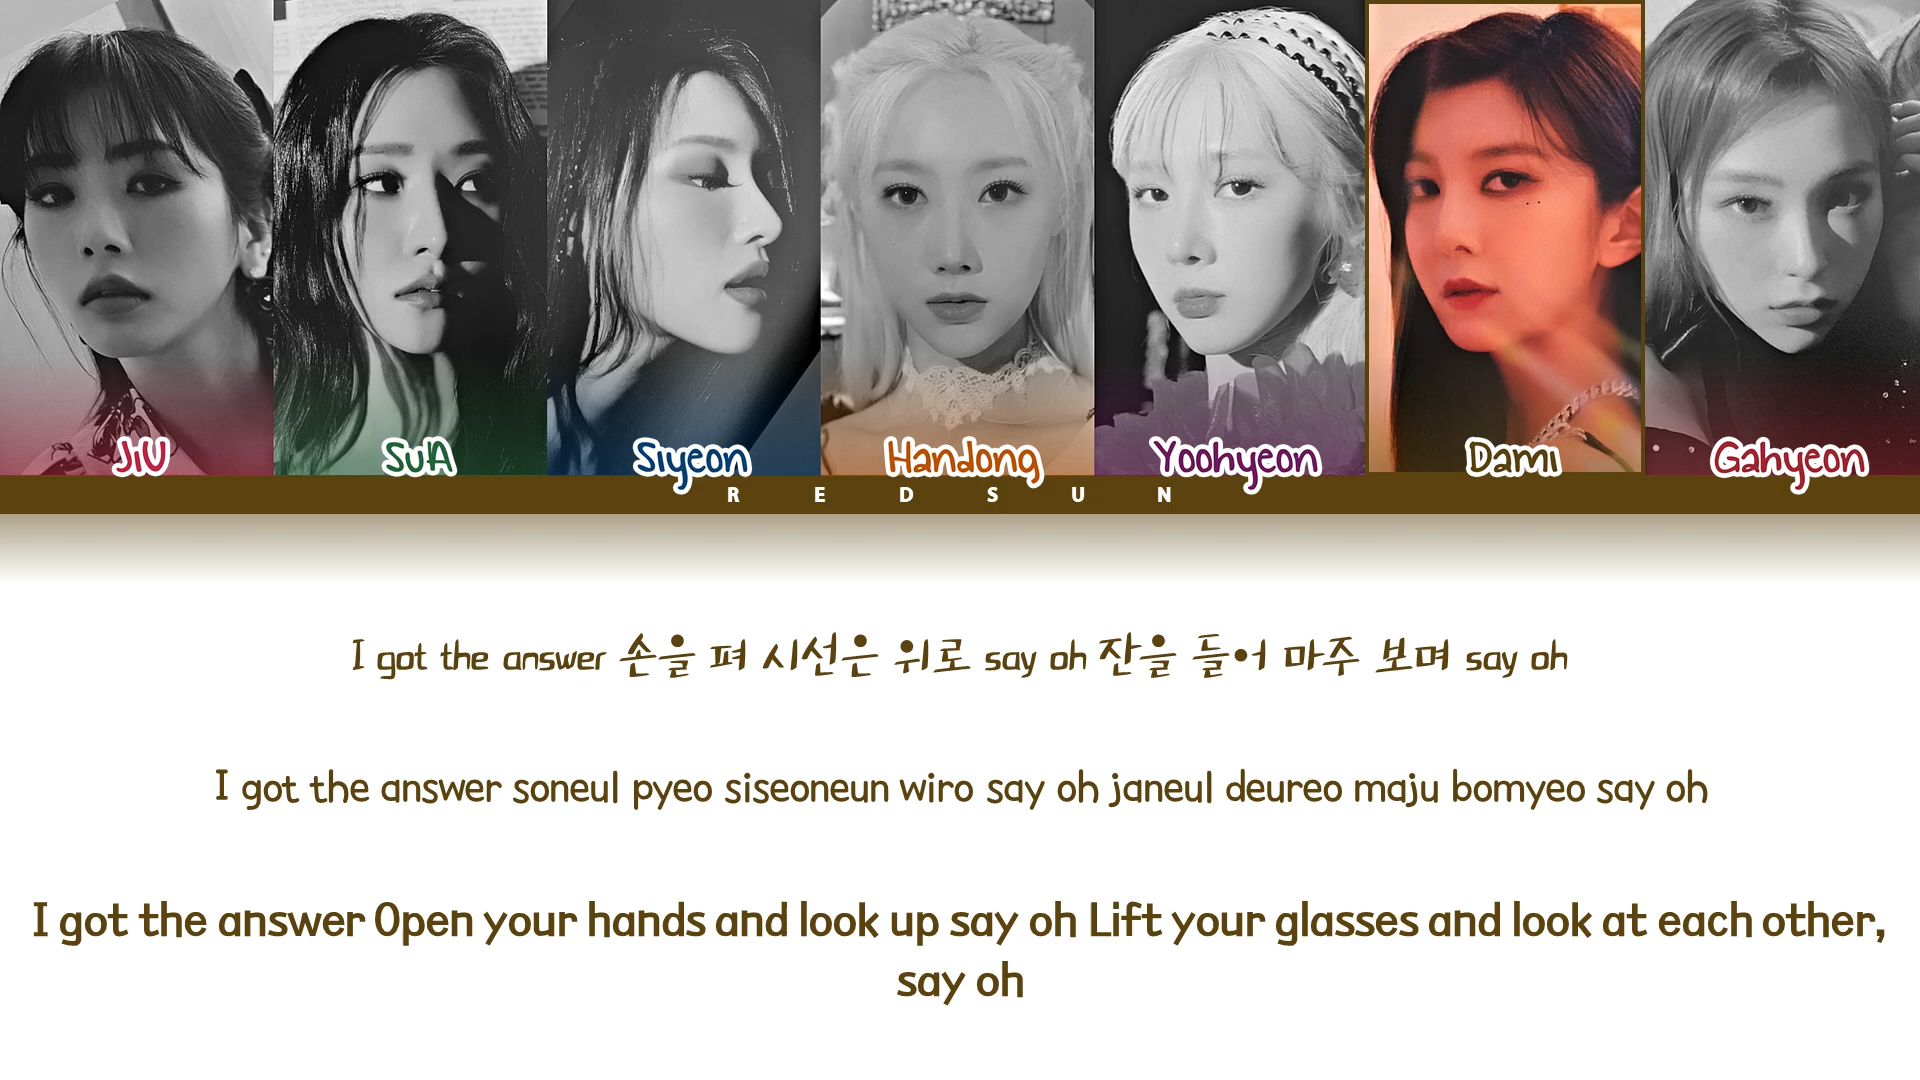 JiU
SuA
Siyeon
Handong
Yoohyeon
Dami
Gahyeon
REDSUN
I got the answer 손을 펴 시선은 위로 say oh 잔을 들어 마주 보며 say oh
I got the answer soneul pyeo siseoneun wiro say oh janeul deureo maju bomyeo say oh
I got the answer Open your hands and look up say oh Lift your glasses and look at each other,
say oh